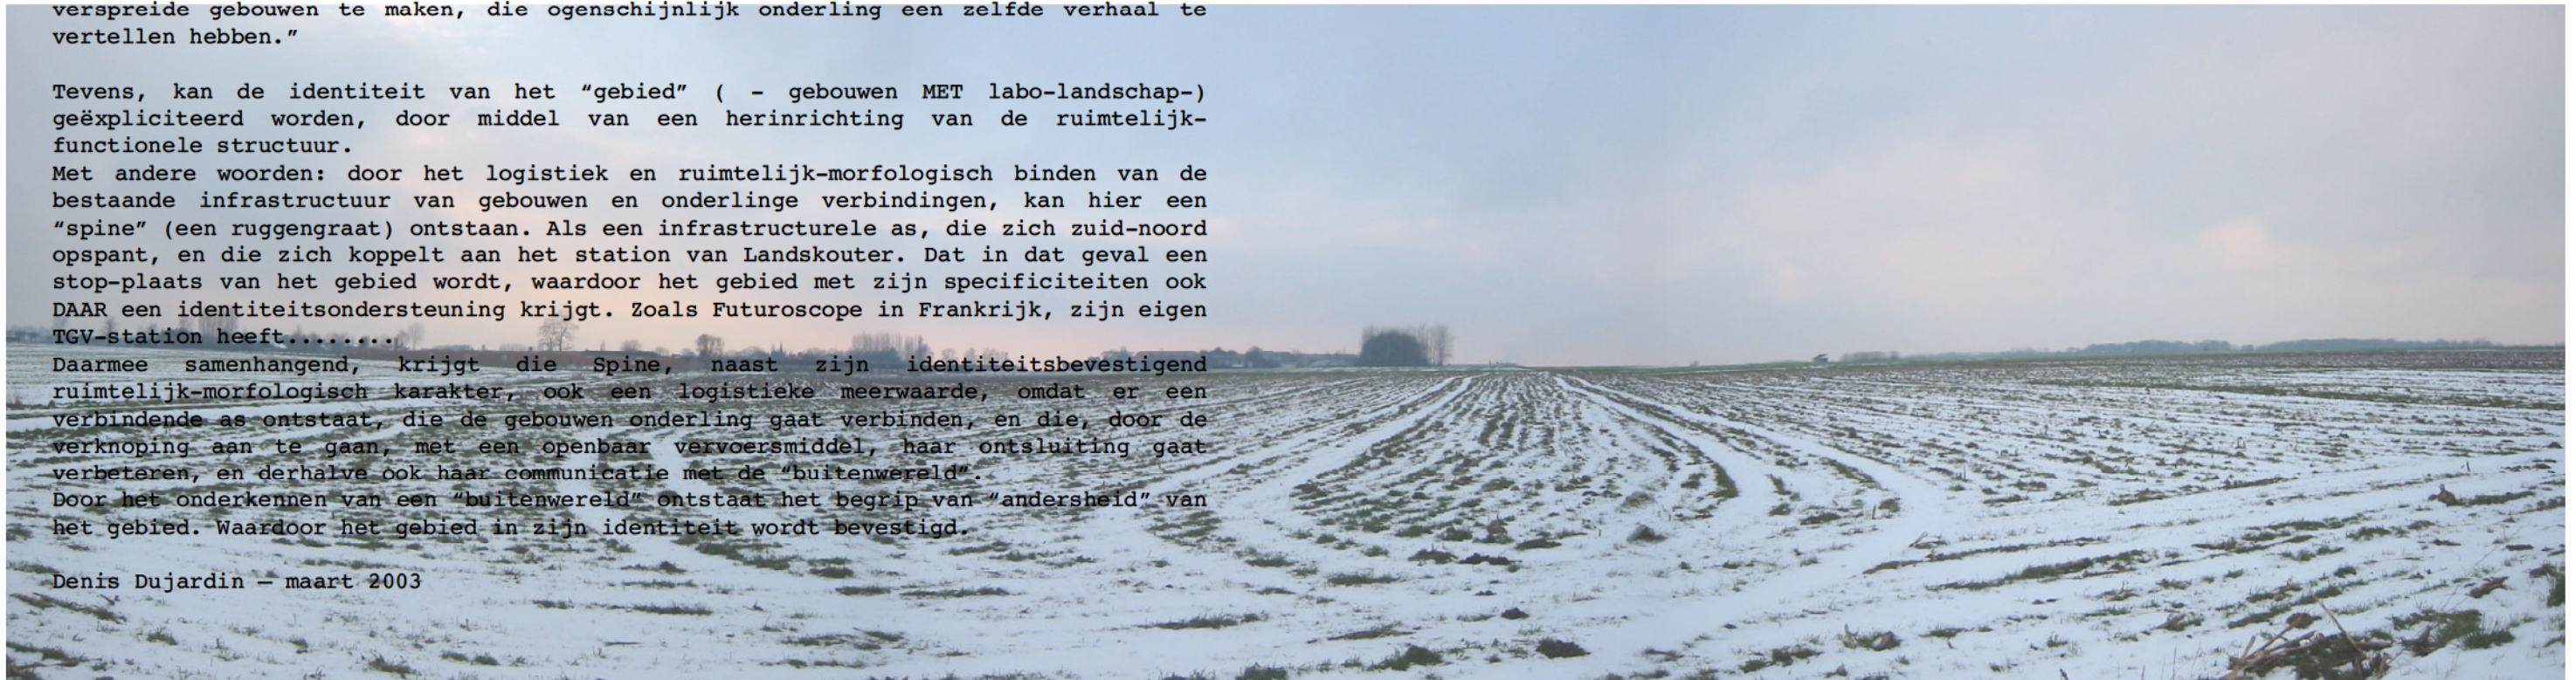 verspreide gebouwen te maken, die ogenschijnlijk onderling een zelfde verhaal te
vertellen hebben.”
Tevens, kan de identiteit van het “gebied” ( - gebouwen MET labo-landschap-)
geëxpliciteerd worden, door middel van een herinrichting van de ruimtelijk-
functionele structuur.
Met andere woorden: door het logistiek en ruimtelijk-morfologisch binden van de
bestaande infrastructuur van gebouwen en onderlinge verbindingen, kan hier een
“spine” (een ruggengraat) ontstaan. Als een infrastructurele as, die zich zuid-noord
opspant, en die zich koppelt aan het station van Landskouter. Dat in dat geval een
stop-plaats van het gebied wordt, waardoor het gebied met zijn specificiteiten ook
DAAR een identiteitsondersteuning krijgt. Zoals Futuroscope in Frankrijk, zijn eigen
TGV-station heeft........
Daarmee samenhangend, krijgt die Spine, naast zijn identiteitsbevestigend
ruimtelijk-morfologisch karakter, ook een logistieke meerwaarde, omdat er een
verbindende as ontstaat, die de gebouwen onderling gaat verbinden, en die, door de
verknoping aan te gaan, met een openbaar vervoersmiddel, haar ontsluiting gaat
verbeteren, en derhalve ook haar communicatie met de “buitenwereld”.
Door het onderkennen van een “buitenwereld” ontstaat het begrip van “andersheid” van
het gebied. Waardoor het gebied in zijn identiteit wordt bevestigd.
Denis Dujardin – maart 2003